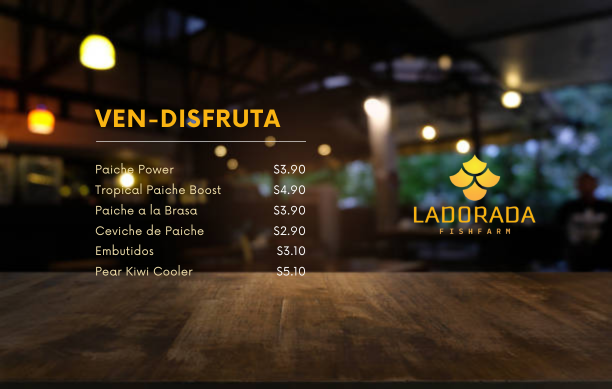 VEN-DISFRUTA
Paiche Power $3.90
Tropical Paiche Boost $4.90
Paiche a la Brasa $3.90
Ceviche de Paiche $2.90
Embutidos $3.10
Pear Kiwi Cooler $5.10
LADORADA
FISHFARM